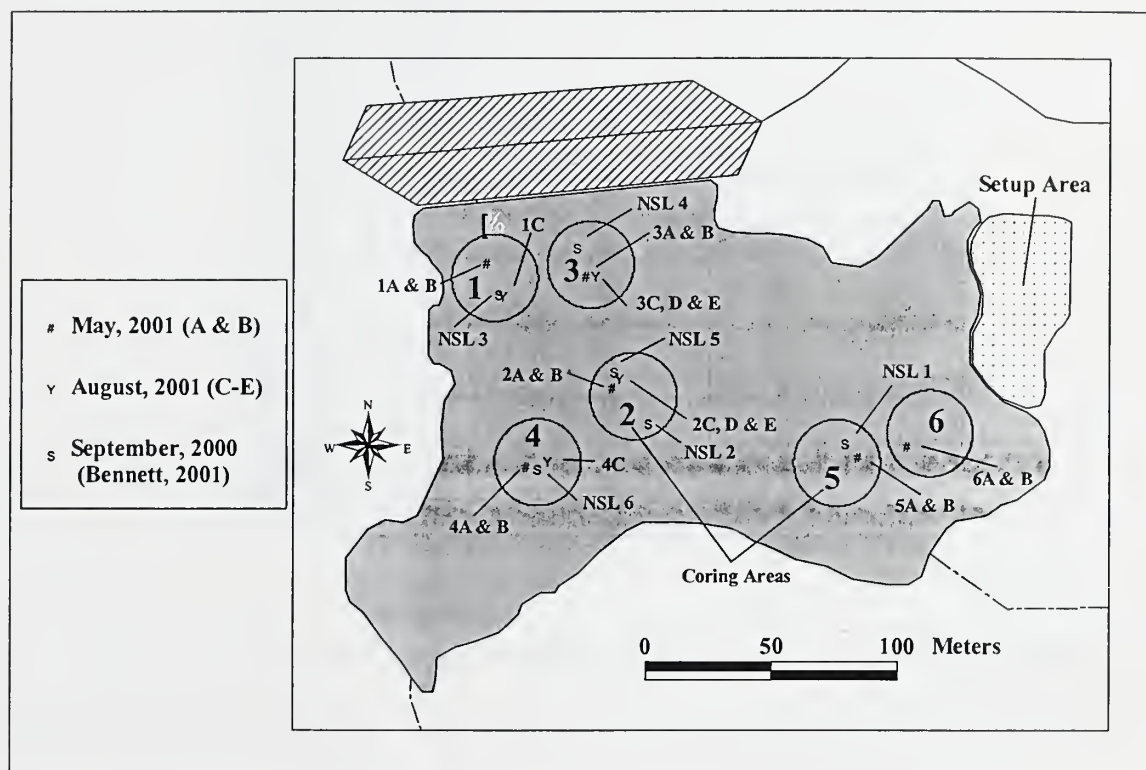 # May, 2001 (A & B)
Y August, 2001 (C-E)
S September, 2000
(Bennett, 2001)
Setup Area
NSL 4
1C
3A & B
S
3
# Y
1A & B
#
1
SY
3C, D & E
NSL 3
NSL 5
S
Y
2A & B
#
NSL 1
2
S
2C, D & E
NSL 2
N
W E
S
4
Y
# S
4C
S
#
5
6
#
6A & B
5A & B
NSL 6
4A & B
Coring Areas
0 50 100 Meters